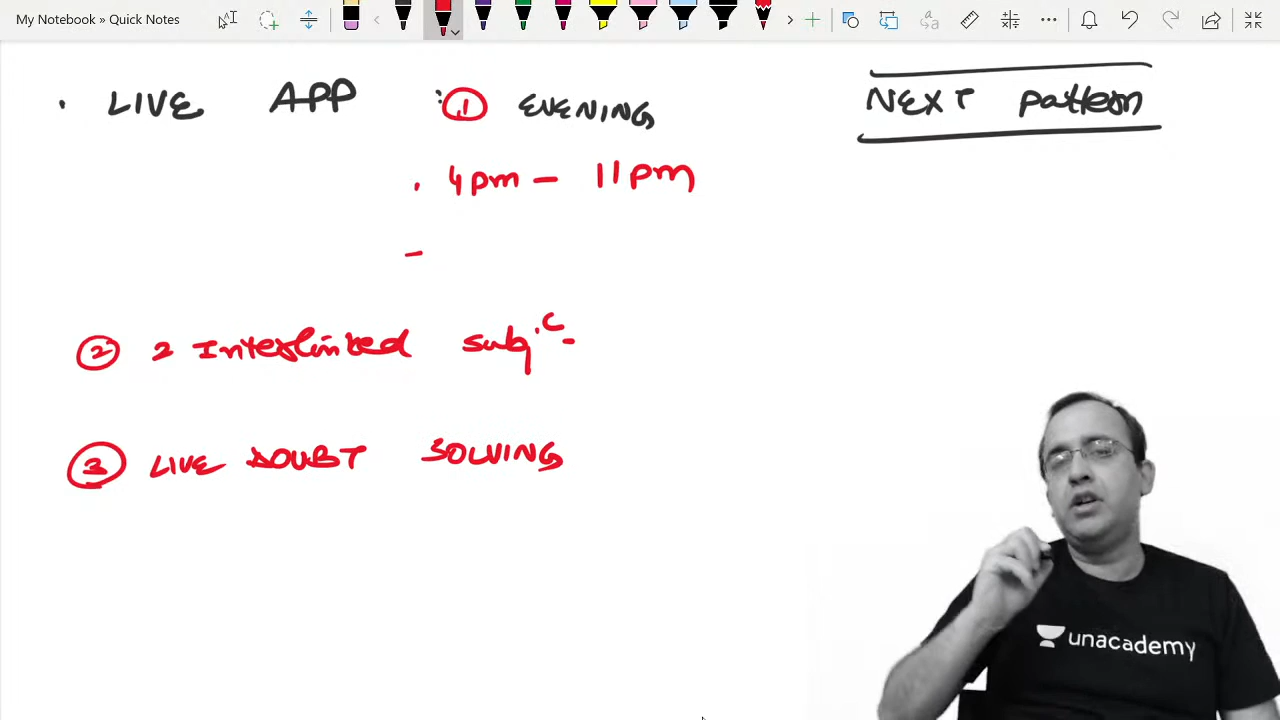 My Notebook » Quick Notes
• LIVE APP : 1 EVENING
NEXT pattern
• 4pm - 11pm
-
2 2 Interlinked subj
3 LIVE DOUBT SOLVING
unacademy